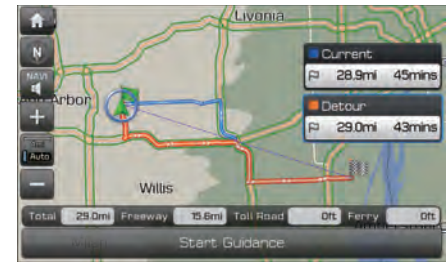 Livonia
Current
N
28.9mi 45mins
NAVI
Arbor
Detour
29.0mi 43mins
Auto
Willis
Total 29.0mi Freeway 15.6mi Toll Road 0ft Ferry 0ft
Start Guidance